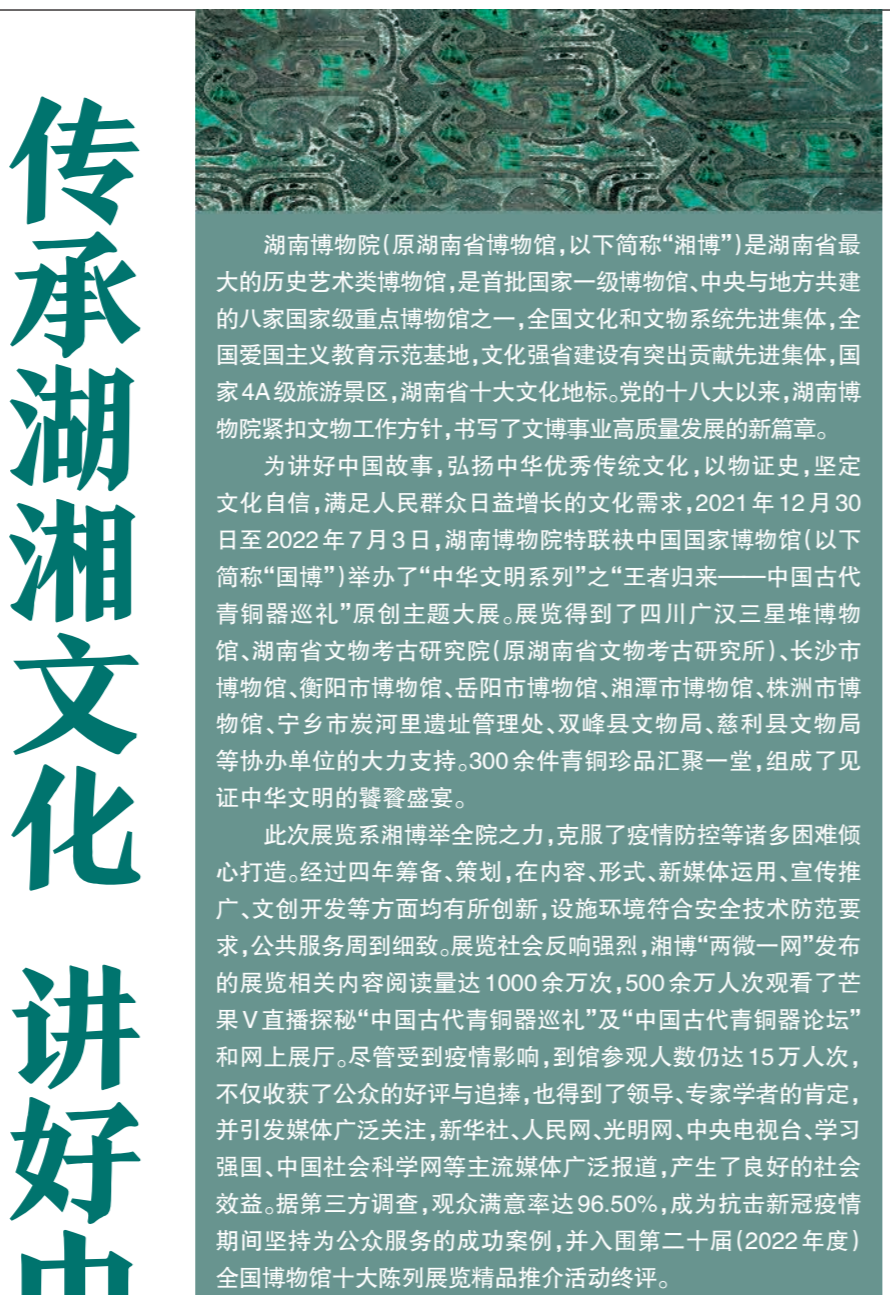 传承湖湘文化 讲好中
湖南博物院(原湖南省博物馆,以下简称“湘博”)是湖南省最
大的历史艺术类博物馆,是首批国家一级博物馆、中央与地方共建
的八家国家级重点博物馆之一,全国文化和文物系统先进集体,全
国爱国主义教育示范基地,文化强省建设有突出贡献先进集体,国
家4A级旅游景区,湖南省十大文化地标。党的十八大以来,湖南博
物院紧扣文物工作方针,书写了文博事业高质量发展的新篇章。
为讲好中国故事,弘扬中华优秀传统文化,以物证史,坚定
文化自信,满足人民群众日益增长的文化需求,2021年12月30
日至2022年7月3日,湖南博物院特联袂中国国家博物馆(以下
简称“国博”)举办了“中华文明系列”之“王者归来——中国古代
青铜器巡礼”原创主题大展。展览得到了四川广汉三星堆博物
馆、湖南省文物考古研究院(原湖南省文物考古研究所)、长沙市
博物馆、衡阳市博物馆、岳阳市博物馆、湘潭市博物馆、株洲市博
物馆、宁乡市炭河里遗址管理处、双峰县文物局、慈利县文物局
等协办单位的大力支持。300余件青铜珍品汇聚一堂,组成了见
证中华文明的饕餮盛宴。
此次展览系湘博举全院之力,克服了疫情防控等诸多困难倾
心打造。经过四年筹备、策划,在内容、形式、新媒体运用、宣传推
广、文创开发等方面均有所创新,设施环境符合安全技术防范要
求,公共服务周到细致。展览社会反响强烈,湘博“两微一网”发布
的展览相关内容阅读量达1000余万次,500余万人次观看了芒
果V直播探秘“中国古代青铜器巡礼”及“中国古代青铜器论坛”
和网上展厅。尽管受到疫情影响,到馆参观人数仍达15万人次,
不仅收获了公众的好评与追捧,也得到了领导、专家学者的肯定,
并引发媒体广泛关注,新华社、人民网、光明网、中央电视台、学习
强国、中国社会科学网等主流媒体广泛报道,产生了良好的社会
效益。据第三方调查,观众满意率达96.50%,成为抗击新冠疫情
期间坚持为公众服务的成功案例,并入围第二十届(2022年度)
全国博物馆十大陈列展览精品推介活动终评。